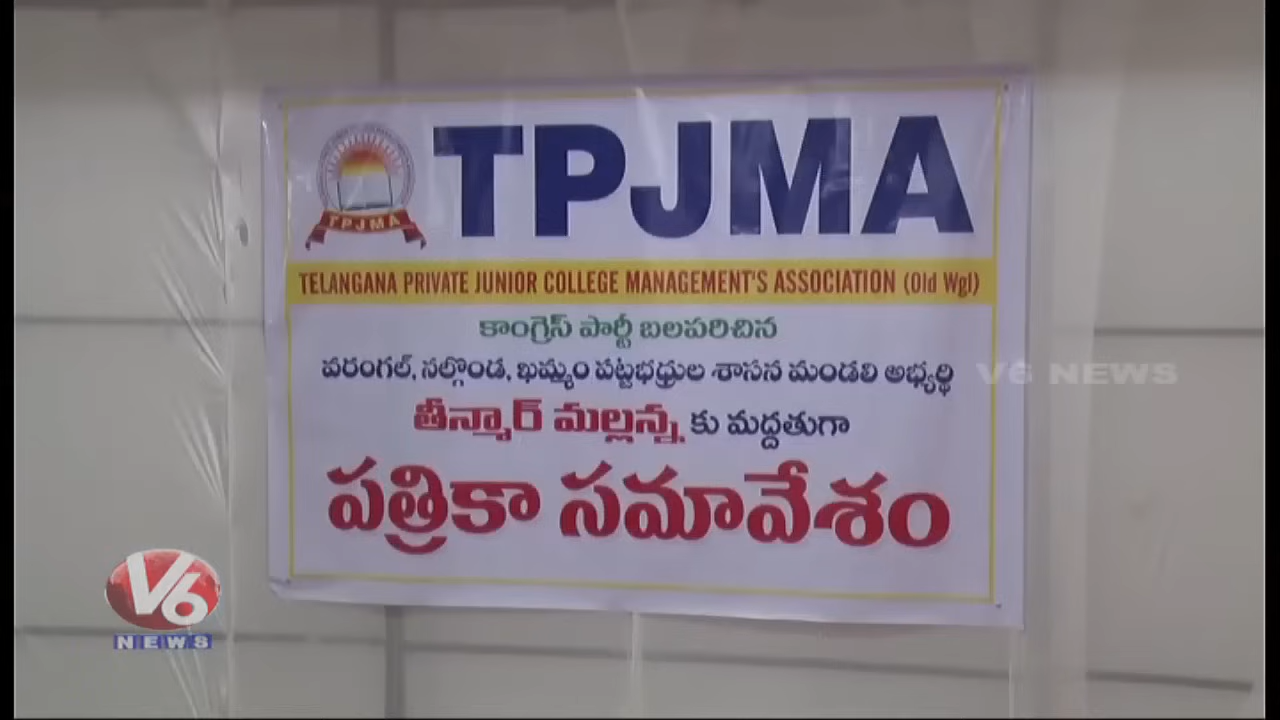 TPJMA
TPJMA
TELANGANA PRIVATE JUNIOR COLLEGE MANAGEMENT'S ASSOCIATION (Old Wgl)
కాంగ్రెస్ పార్టీ బలపరిచిన
వరంగల్, నల్గొండ, ఖమ్మం పట్టభద్రుల శాసన మండలి అభ్యర్థి
V6 NEWS
తీన్మార్ మల్లన్న కు మద్దతుగా
పత్రికా సమావేశం
V6
NEWS